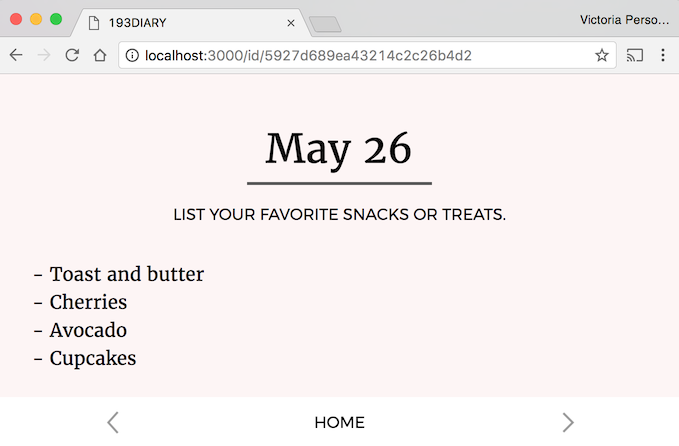 193DIARY
Victoria Perso...
localhost:3000/id/5927d689ea43214c2c26b4d2
May 26
LIST YOUR FAVORITE SNACKS OR TREATS.
- Toast and butter
- Cherries
- Avocado
- Cupcakes
HOME